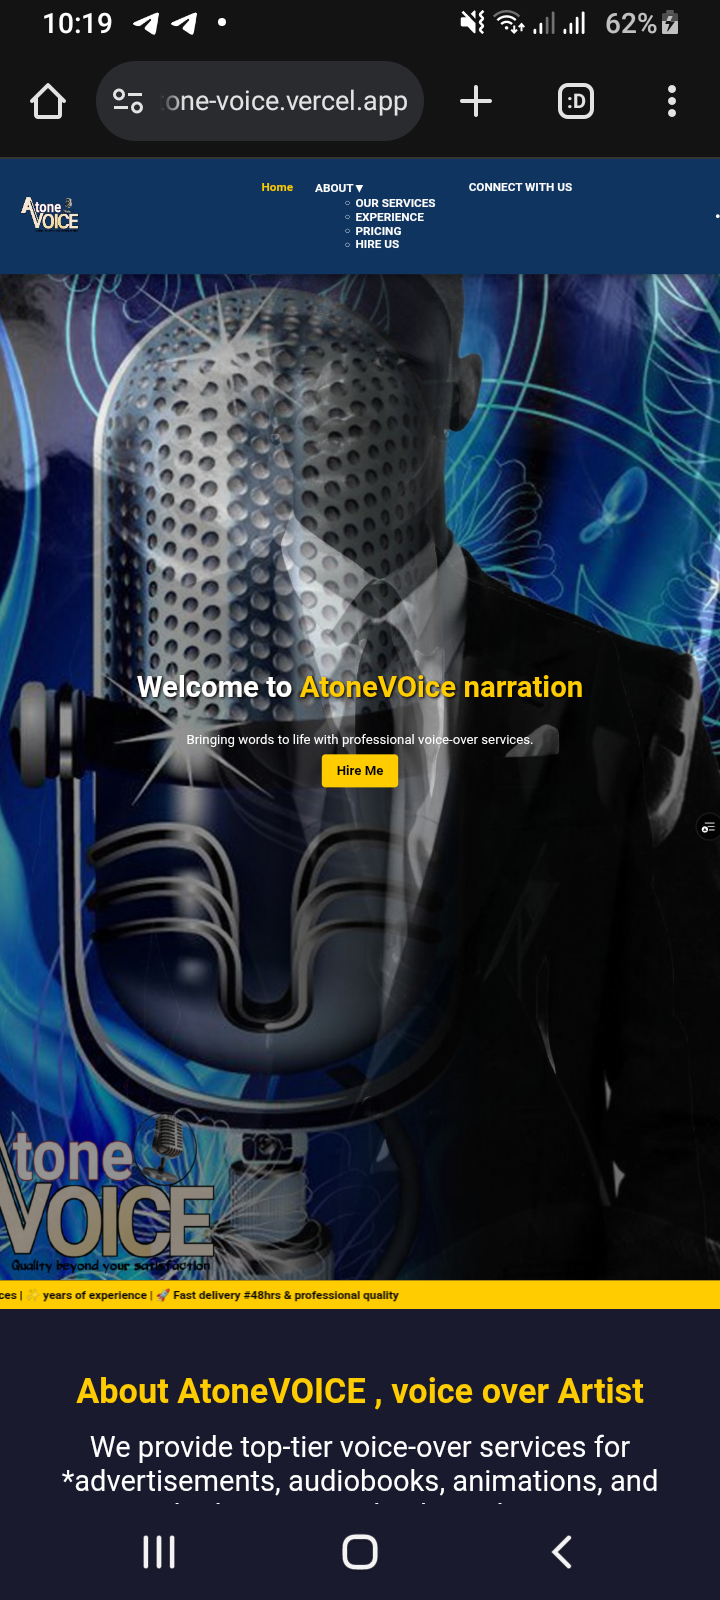 10:19
62%
one-voice.vercel.app
:D
Atone
VOICE
Home
ABOUT ▼
CONNECT WITH US
○ OUR SERVICES
○ EXPERIENCE
○ PRICING
○ HIRE US
Welcome to AtoneVOice narration
Bringing words to life with professional voice-over services.
Hire Me
Atone
VOICE
Quality beyond your satisfaction
ces | 🌟 years of experience | 🚀 Fast delivery #48hrs & professional quality
About AtoneVOICE , voice over Artist
We provide top-tier voice-over services for
*advertisements, audiobooks, animations, and